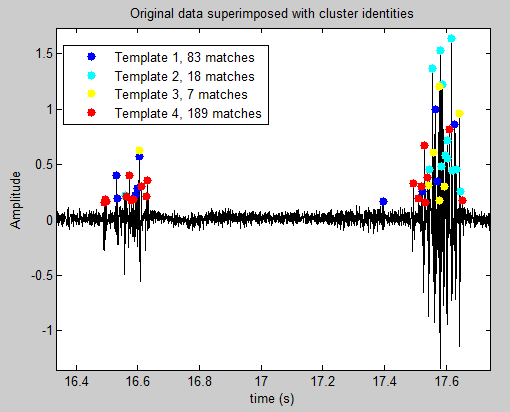 Original data superimposed with cluster identities
Template 1, 83 matches
Template 2, 18 matches
Template 3, 7 matches
Template 4, 189 matches
Amplitude
1.5
1
0.5
0
-0.5
-1
16.4 16.6 16.8 17 17.2 17.4 17.6
time (s)